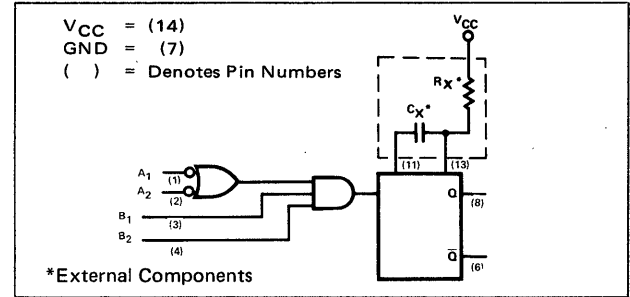 VCC = (14)
GND = (7)
( ) = Denotes Pin Numbers
VCC
RX*
CX*
(11) (13)
A1 (1)
A2 (2)
B1 (3)
B2 (4)
Q (8)
Q̅ (6)
*External Components